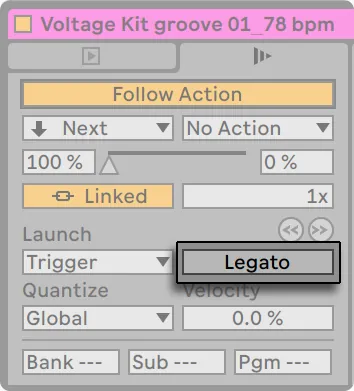 Voltage Kit groove 01_78 bpm
Follow Action
Next No Action
100 % 0 %
Linked 1x
Launch
Trigger Legato
Quantize Velocity
Global 0.0 %
Bank --- Sub --- Pgm ---